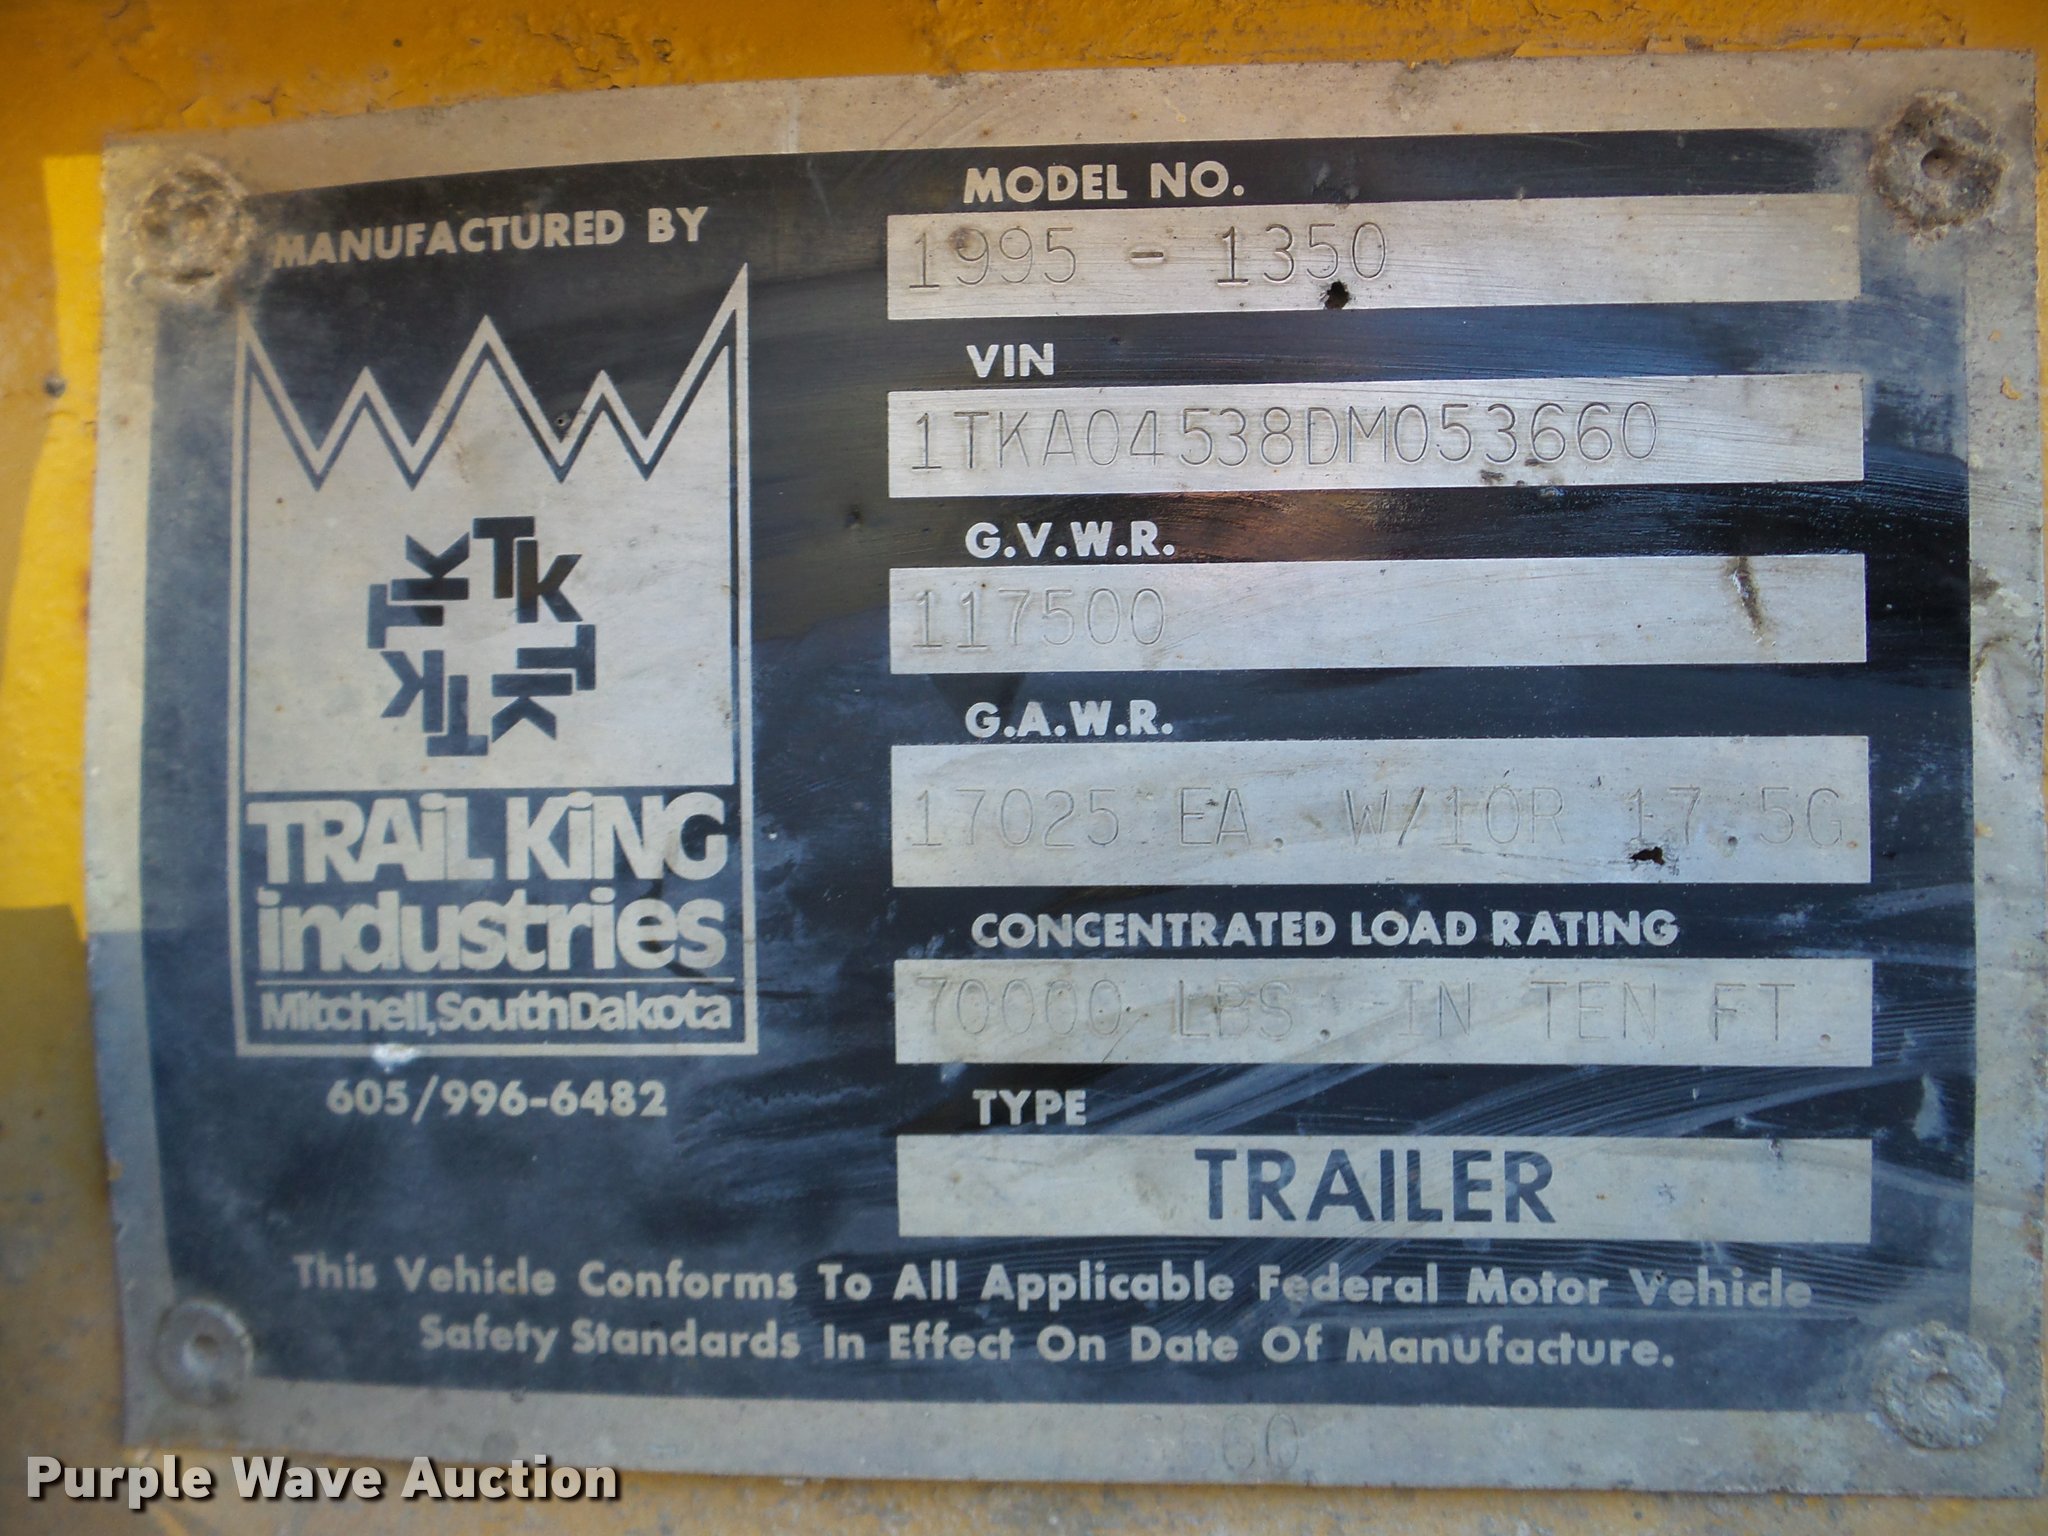 MANUFACTURED BY
TK TK TK TK
TRAiL KiNG
industries
Mitchell, South Dakota
605/996-6482
MODEL NO.
1995 - 1350
VIN
1TKA04538DM053660
G.V.W.R.
117500
G.A.W.R.
17025 EA. W/10R 17.5G
CONCENTRATED LOAD RATING
70000 LBS. IN TEN FT.
TYPE
TRAILER
This Vehicle Conforms To All Applicable Federal Motor Vehicle
Safety Standards In Effect On Date Of Manufacture.
Purple Wave Auction